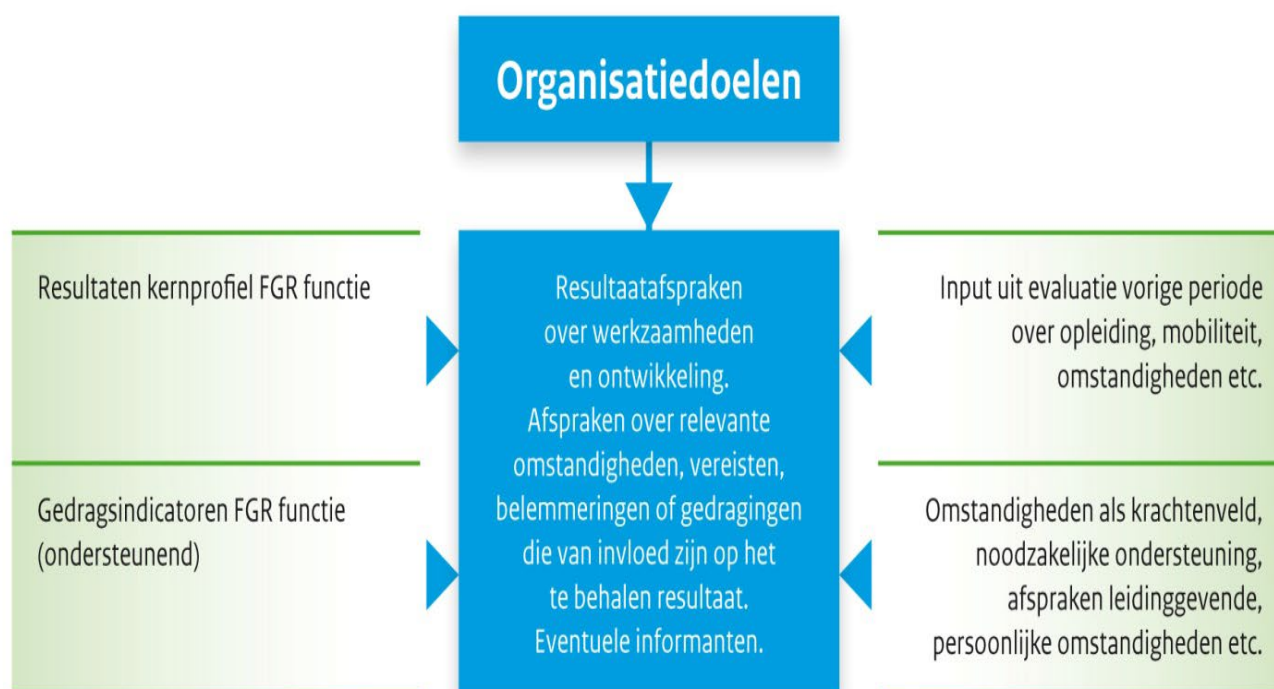 Organisatiedoelen
Resultaten kernprofiel FGR functie
Gedragsindicatoren FGR functie
(ondersteunend)
Resultaatafspraken
over werkzaamheden
en ontwikkeling.
Afspraken over relevante
omstandigheden, vereisten,
belemmeringen of gedragingen
die van invloed zijn op het
te behalen resultaat.
Eventuele informanten.
Input uit evaluatie vorige periode
over opleiding, mobiliteit,
omstandigheden etc.
Omstandigheden als krachtenveld,
noodzakelijke ondersteuning,
afspraken leidinggevende,
persoonlijke omstandigheden etc.